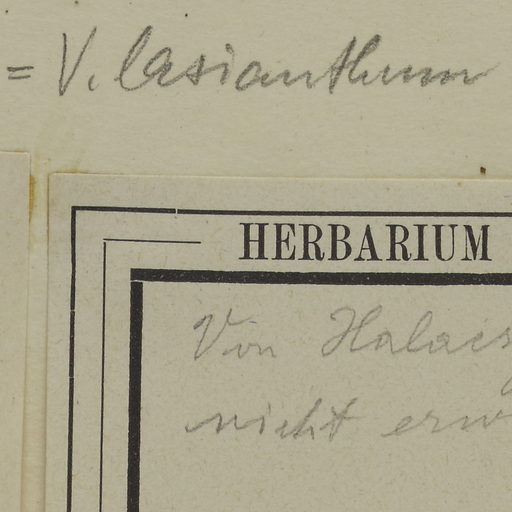 = V. lasianthum
HERBARIUM
Von Halacs
nicht erw